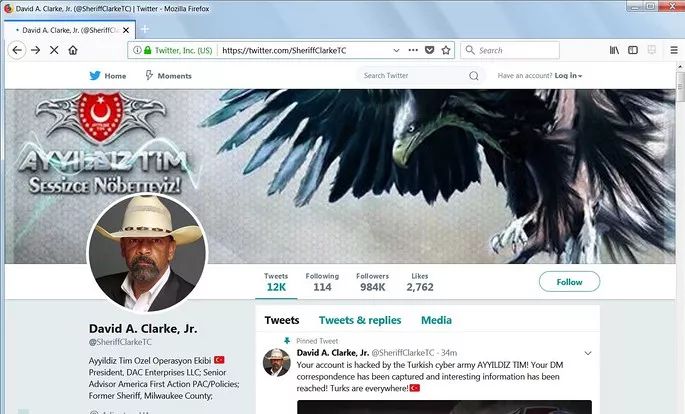 David A. Clarke, Jr. (@SheriffClarkeTC) | Twitter - Mozilla Firefox
David A. Clarke, Jr. (@Sheriff
Twitter, Inc. (US)
https://twitter.com/SheriffClarkeTC
Search
Home
Moments
Search Twitter
Have an account? Log in
AYYILDIZ TIM
SESSIZCE NÖBETTEYIZ!
Tweets
Following
Followers
Likes
12K
114
984K
2,762
Follow
David A. Clarke, Jr.
@SheriffClarkeTC
Ayyildiz Tim Ozel Operasyon Ekibi 🇹🇷
President, DAC Enterprises LLC; Senior
Advisor America First Action PAC/Policies;
Former Sheriff, Milwaukee County;
Tweets
Tweets & replies
Media
Pinned Tweet
David A. Clarke, Jr. @SheriffClarkeTC · 34m
Your account is hacked by the Turkish cyber army AYYILDIZ TIM! Your DM
correspondence has been captured and interesting information has been
reached! Turks are everywhere!🇹🇷